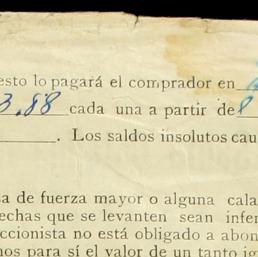 esto lo pagará el comprador en
3.88 cada una a partir de 8
. Los saldos insolutos cau
a de fuerza mayor o alguna cala
echas que se levanten sean infer
ccionista no está obligado a abon
nos para sí el valor de un tanto ig